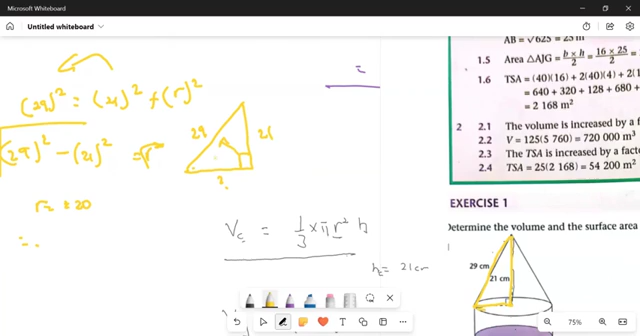 Microsoft Whiteboard
Untitled whiteboard
(29)² = (21)² + (r)²
(29)² - (21)² = r²
r = ± 20
∴
29
21
?
=
V_c = 1/3 × π r² h
h = 21 cm
AB = √625 = 25 m
1.5 Area △AJG = b × h / 2 = 16 × 25 / 2 =
1.6 TSA = (40)(16) + 2(40)(4) + 2(1
= 640 + 320 + 128 + 680 +
= 2 168 m²
2 2.1 The volume is increased by a f
2.2 V = 125(5 760) = 720 000 m³
2.3 The TSA is increased by a facto
2.4 TSA = 25(2 168) = 54 200 m²
EXERCISE 1
Determine the volume and the surface area
29 cm
21 cm
75%